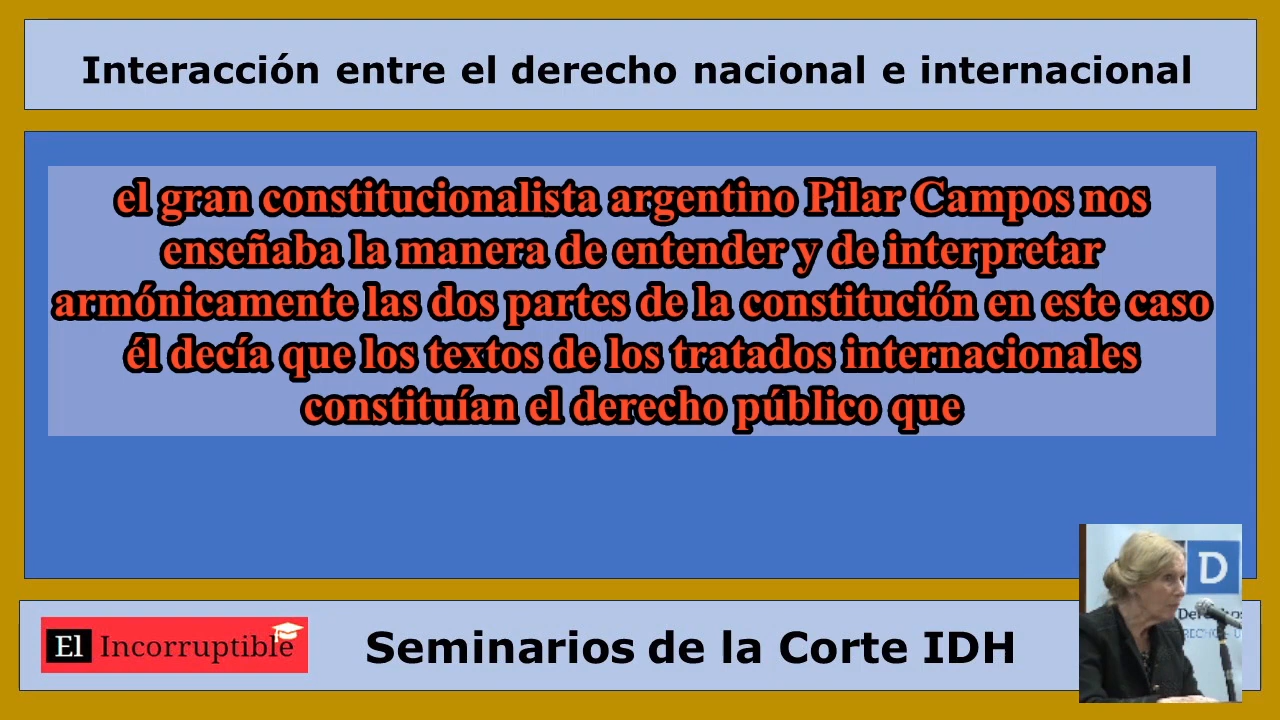 Interacción entre el derecho nacional e internacional
el gran constitucionalista argentino Pilar Campos nos
enseñaba la manera de entender y de interpretar
armónicamente las dos partes de la constitución en este caso
él decía que los textos de los tratados internacionales
constituían el derecho público que
D
El Incorruptible
Seminarios de la Corte IDH